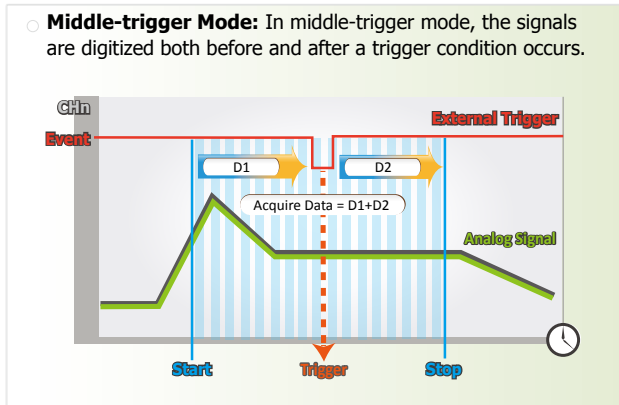 Middle-trigger Mode: In middle-trigger mode, the signals
are digitized both before and after a trigger condition occurs.
CHn
External Trigger
Event
D1
D2
Acquire Data = D1+D2
Analog Signal
Start
Trigger
Stop